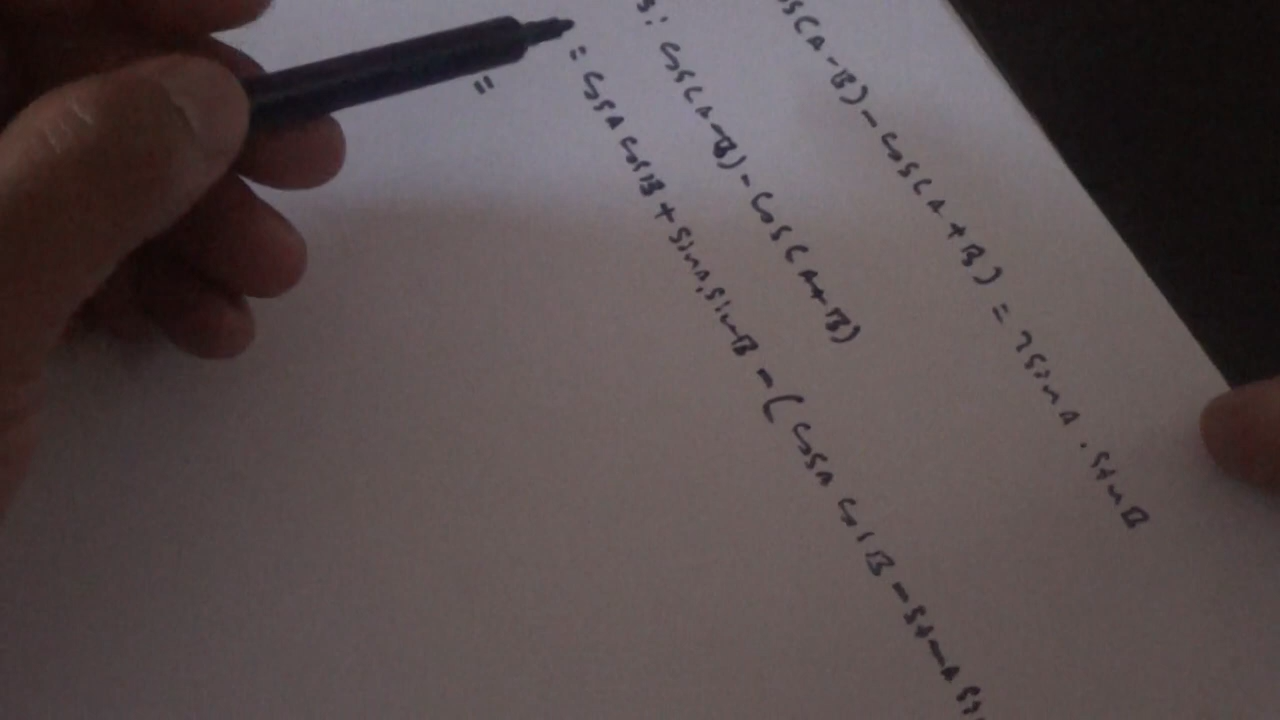 cos(A-B) - cos(A+B) = 2sinA.sinB
: cos(A-B) - cos(A+B)
= cosA cosB + sinA.sinB - (cosA cosB - sinA
=